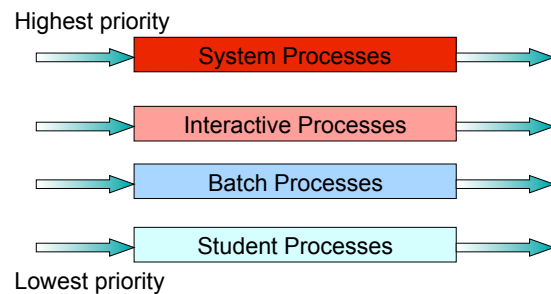 Highest priority
System Processes
Interactive Processes
Batch Processes
Student Processes
Lowest priority